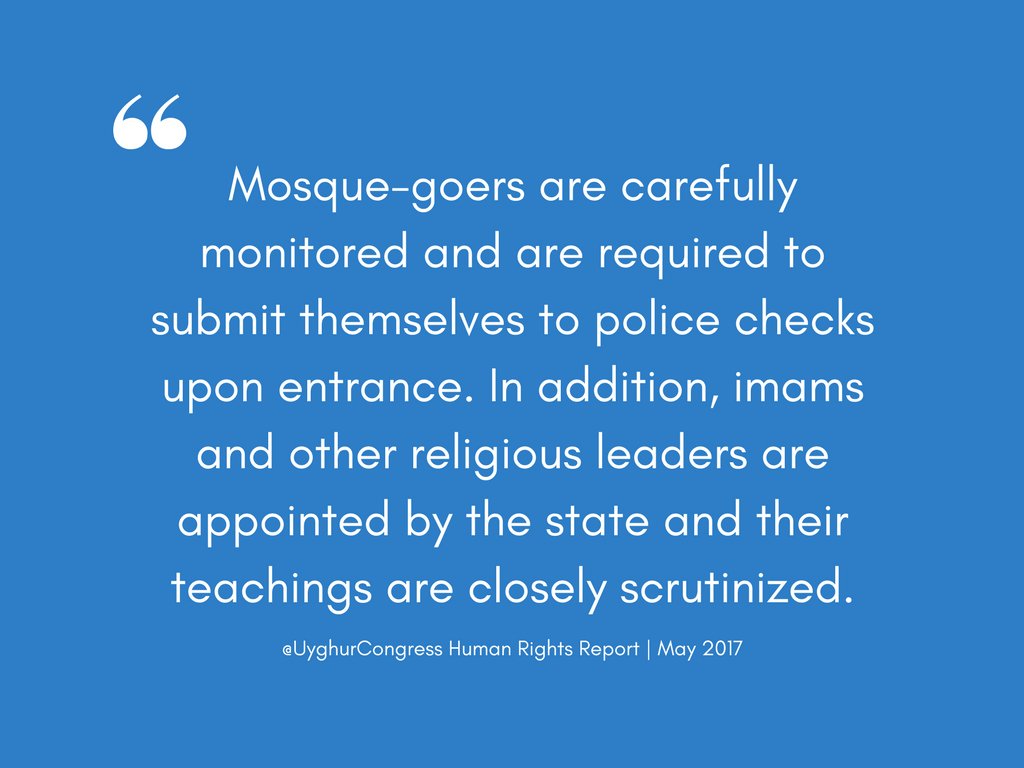 “
Mosque-goers are carefully
monitored and are required to
submit themselves to police checks
upon entrance. In addition, imams
and other religious leaders are
appointed by the state and their
teachings are closely scrutinized.
@UyghurCongress Human Rights Report | May 2017